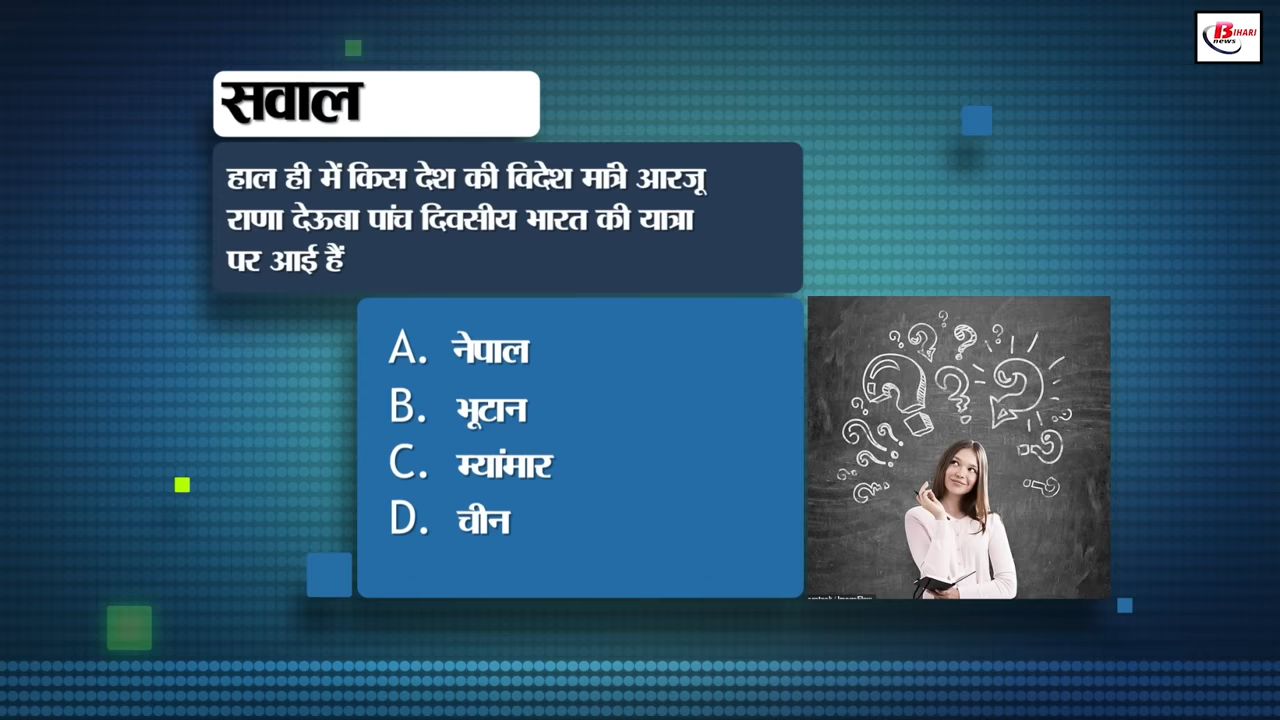 BIHARI
news
सवाल
हाल ही में किस देश की विदेश मंत्री आरजू
राणा देऊबा पांच दिवसीय भारत की यात्रा
पर आई हैं
A. नेपाल
B. भूटान
C. म्यांमार
D. चीन